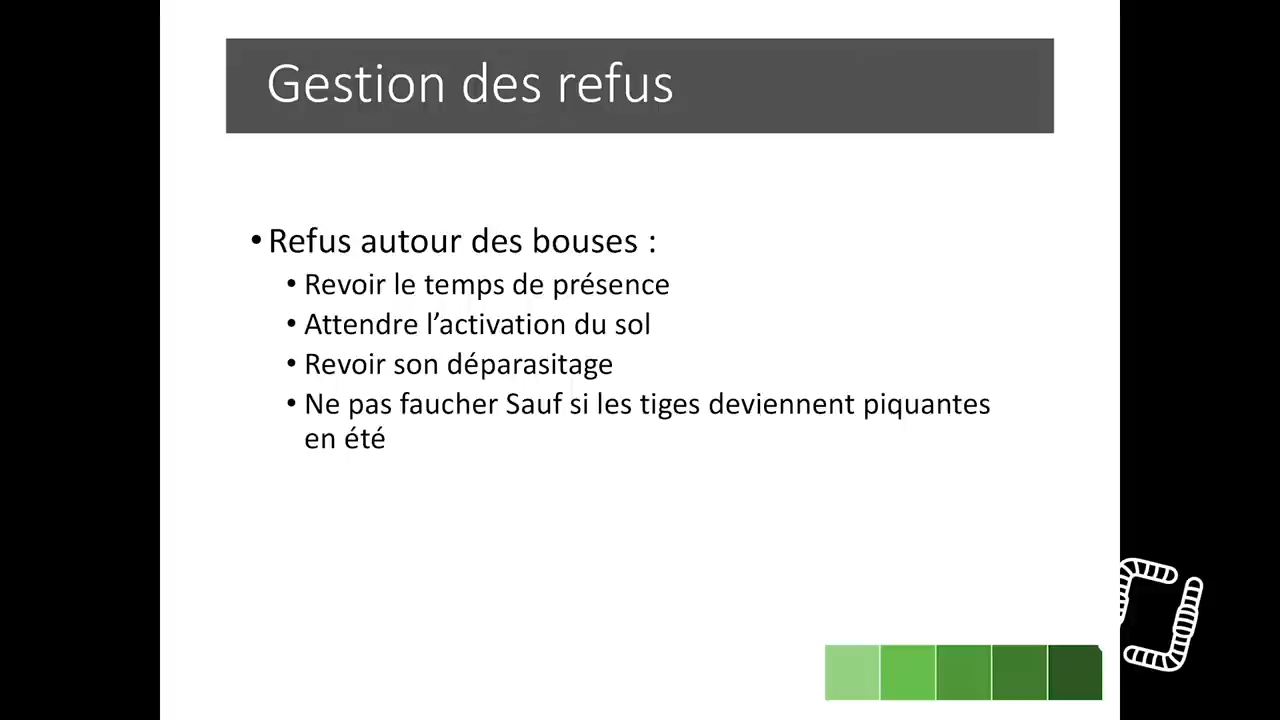 Gestion des refus
• Refus autour des bouses :
• Revoir le temps de présence
• Attendre l’activation du sol
• Revoir son déparasitage
• Ne pas faucher Sauf si les tiges deviennent piquantes
en été